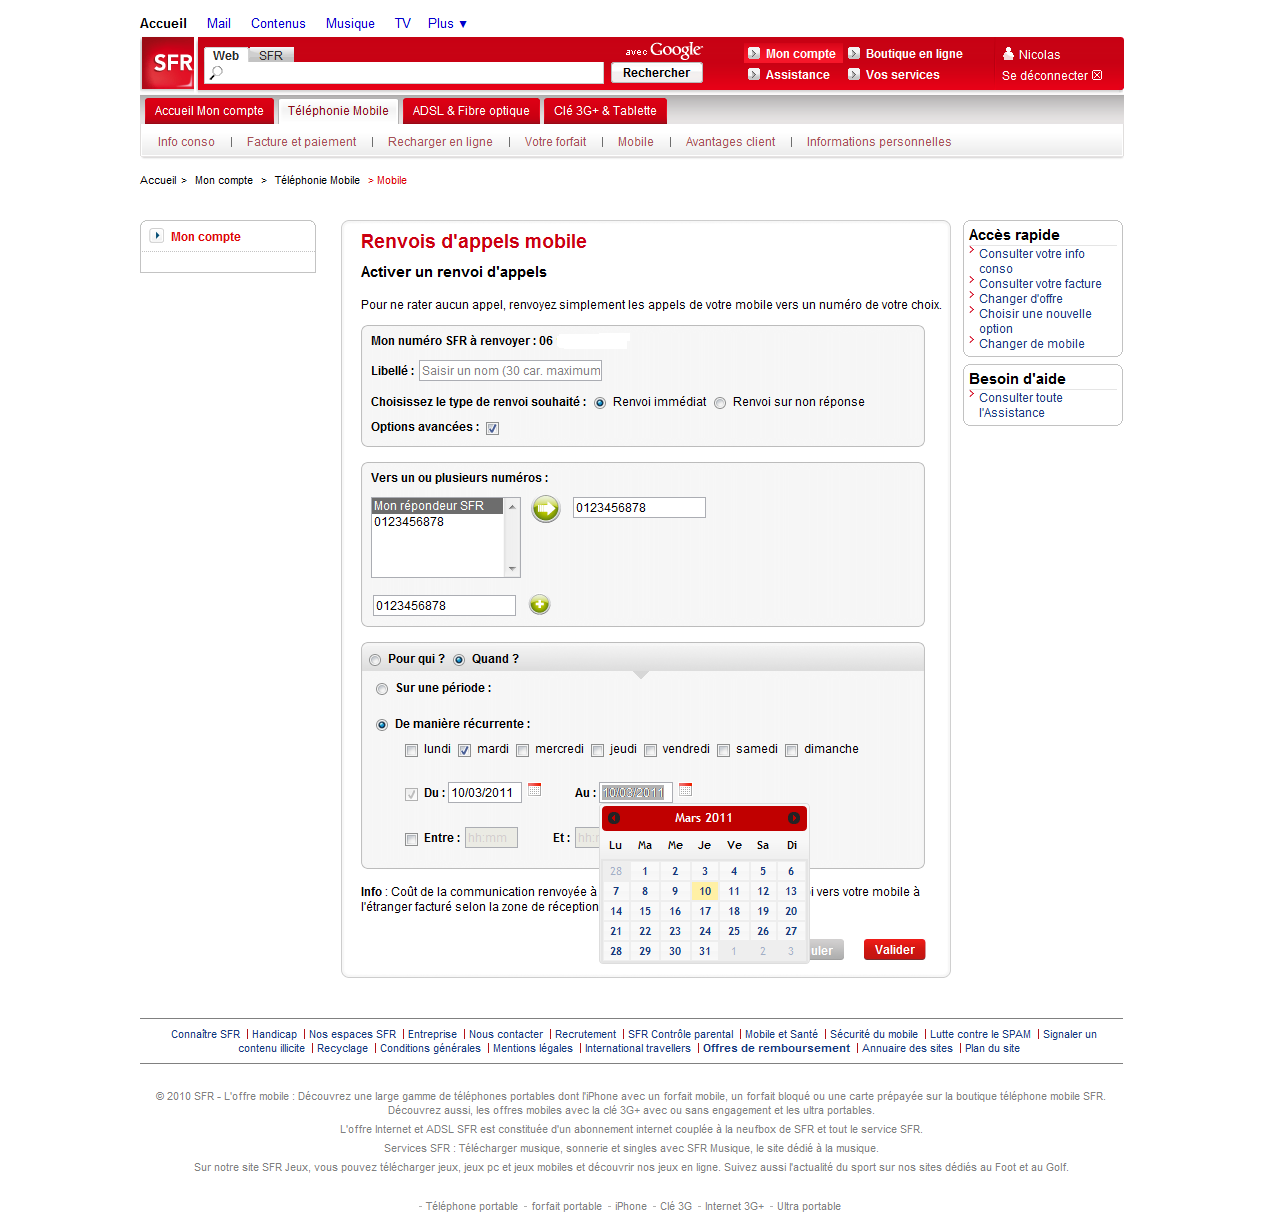 Accueil Mail Contenus Musique TV Plus ▼
Web SFR avec Google
SFR
Rechercher
Mon compte Boutique en ligne Nicolas
Assistance Vos services Se déconnecter
Accueil Mon compte Téléphonie Mobile ADSL & Fibre optique Clé 3G+ & Tablette
Info conso | Facture et paiement | Recharger en ligne | Votre forfait | Mobile | Avantages client | Informations personnelles
Accueil > Mon compte > Téléphonie Mobile > Mobile
Mon compte
Renvois d'appels mobile
Activer un renvoi d'appels
Pour ne rater aucun appel, renvoyez simplement les appels de votre mobile vers un numéro de votre choix.
Mon numéro SFR à renvoyer : 06
Libellé : Saisir un nom (30 car. maximum
Choisissez le type de renvoi souhaité : Renvoi immédiat Renvoi sur non réponse
Options avancées :
Vers un ou plusieurs numéros :
Mon répondeur SFR
0123456878
0123456878
0123456878
Pour qui ? Quand ?
Sur une période :
De manière récurrente :
lundi mardi mercredi jeudi vendredi samedi dimanche
Du : 10/03/2011 Au : 10/03/2011
Entre : hh:mm Et : hh:
Mars 2011
Lu Ma Me Je Ve Sa Di
28 1 2 3 4 5 6
7 8 9 10 11 12 13
14 15 16 17 18 19 20
21 22 23 24 25 26 27
28 29 30 31 1 2 3
Info : Coût de la communication renvoyée à i vers votre mobile à
l'étranger facturé selon la zone de réception
uler Valider
Accès rapide
Consulter votre info
conso
Consulter votre facture
Changer d'offre
Choisir une nouvelle
option
Changer de mobile
Besoin d'aide
Consulter toute
l'Assistance
Connaître SFR | Handicap | Nos espaces SFR | Entreprise | Nous contacter | Recrutement | SFR Contrôle parental | Mobile et Santé | Sécurité du mobile | Lutte contre le SPAM | Signaler un
contenu illicite | Recyclage | Conditions générales | Mentions légales | International travellers | Offres de remboursement | Annuaire des sites | Plan du site
© 2010 SFR - L'offre mobile : Découvrez une large gamme de téléphones portables dont l'iPhone avec un forfait mobile, un forfait bloqué ou une carte prépayée sur la boutique téléphone mobile SFR.
Découvrez aussi, les offres mobiles avec la clé 3G+ avec ou sans engagement et les ultra portables.
L'offre Internet et ADSL SFR est constituée d'un abonnement internet couplée à la neufbox de SFR et tout le service SFR.
Services SFR : Télécharger musique, sonnerie et singles avec SFR Musique, le site dédié à la musique.
Sur notre site SFR Jeux, vous pouvez télécharger jeux, jeux pc et jeux mobiles et découvrir nos jeux en ligne. Suivez aussi l'actualité du sport sur nos sites dédiés au Foot et au Golf.
- Téléphone portable - forfait portable - iPhone - Clé 3G - Internet 3G+ - Ultra portable